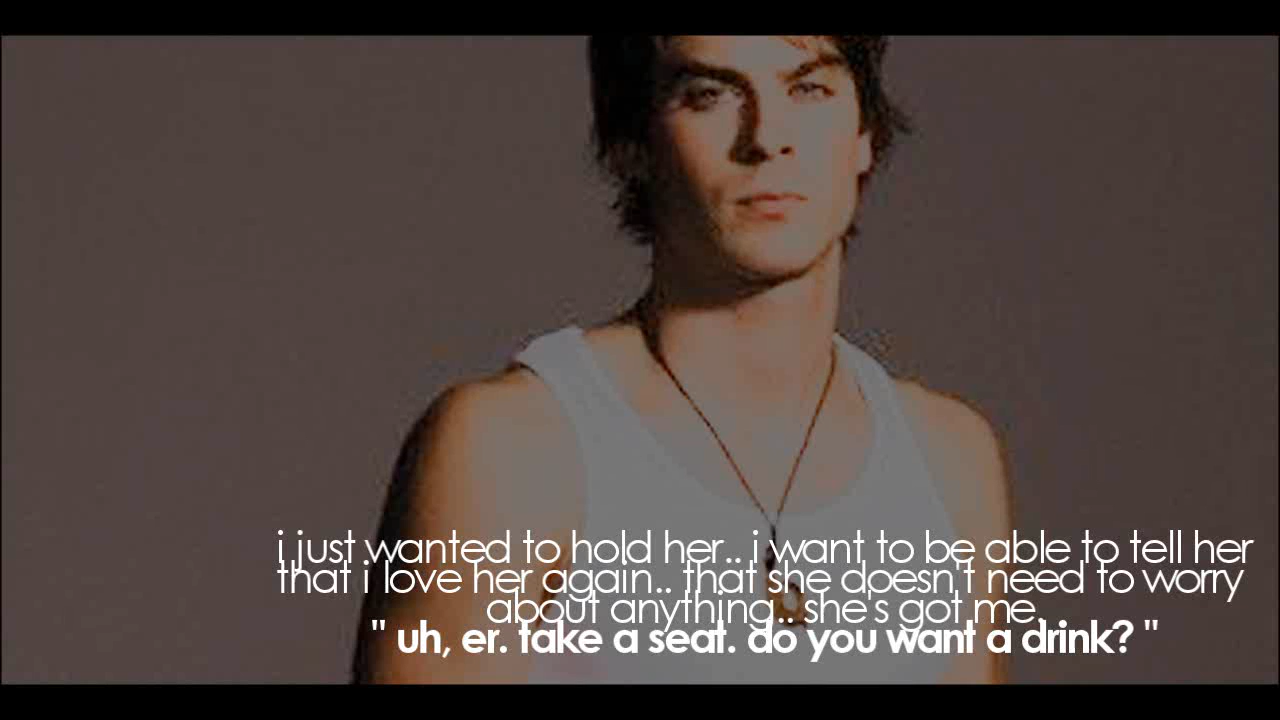 i just wanted to hold her.. i want to be able to tell her
that i love her again.. that she doesn't need to worry
about anything.. she's got me.
" uh, er. take a seat. do you want a drink? "